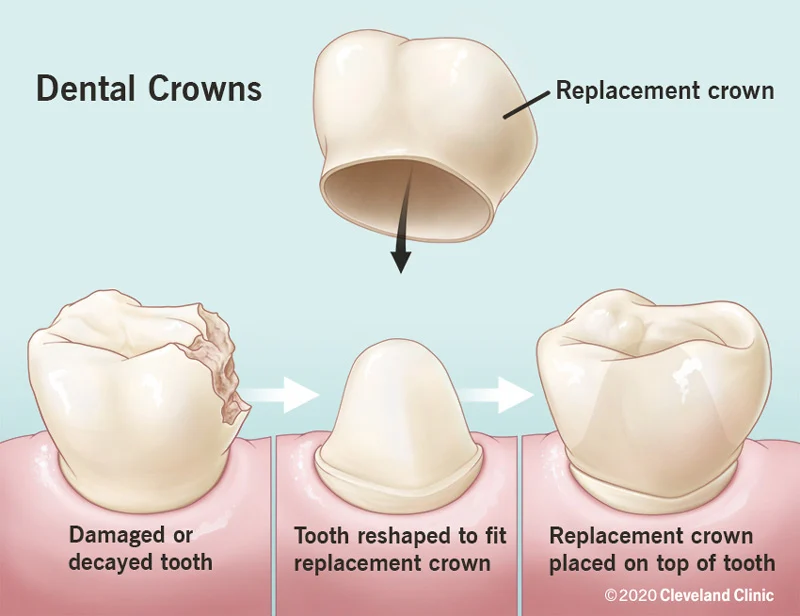 Dental Crowns
Replacement crown
Damaged or
decayed tooth
Tooth reshaped to fit
replacement crown
Replacement crown
placed on top of tooth
©2020 Cleveland Clinic